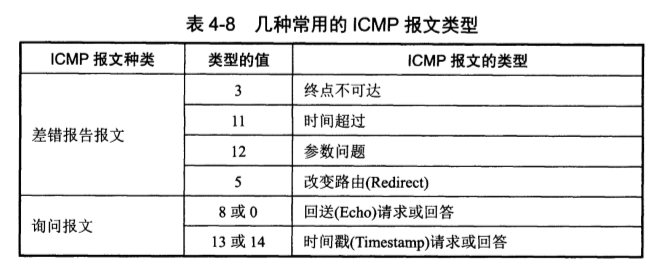 表 4-8 几种常用的 ICMP 报文类型
ICMP 报文种类 类型的值 ICMP 报文的类型
差错报告报文 3 终点不可达
11 时间超过
12 参数问题
5 改变路由(Redirect)
询问报文 8 或 0 回送(Echo)请求或回答
13 或 14 时间戳(Timestamp)请求或回答